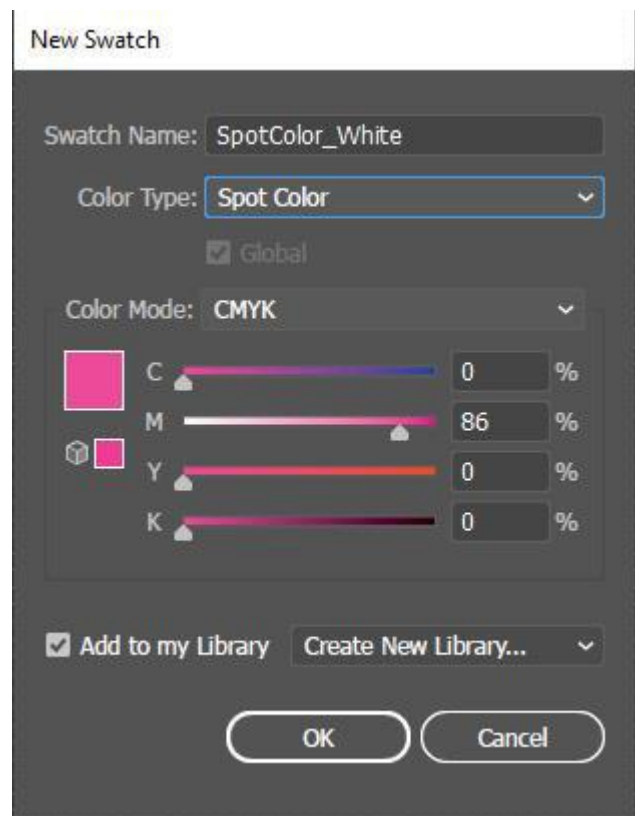 New Swatch
Swatch Name: SpotColor_White
Color Type: Spot Color
Global
Color Mode: CMYK
C 0 %
M 86 %
Y 0 %
K 0 %
Add to my Library Create New Library...
OK Cancel